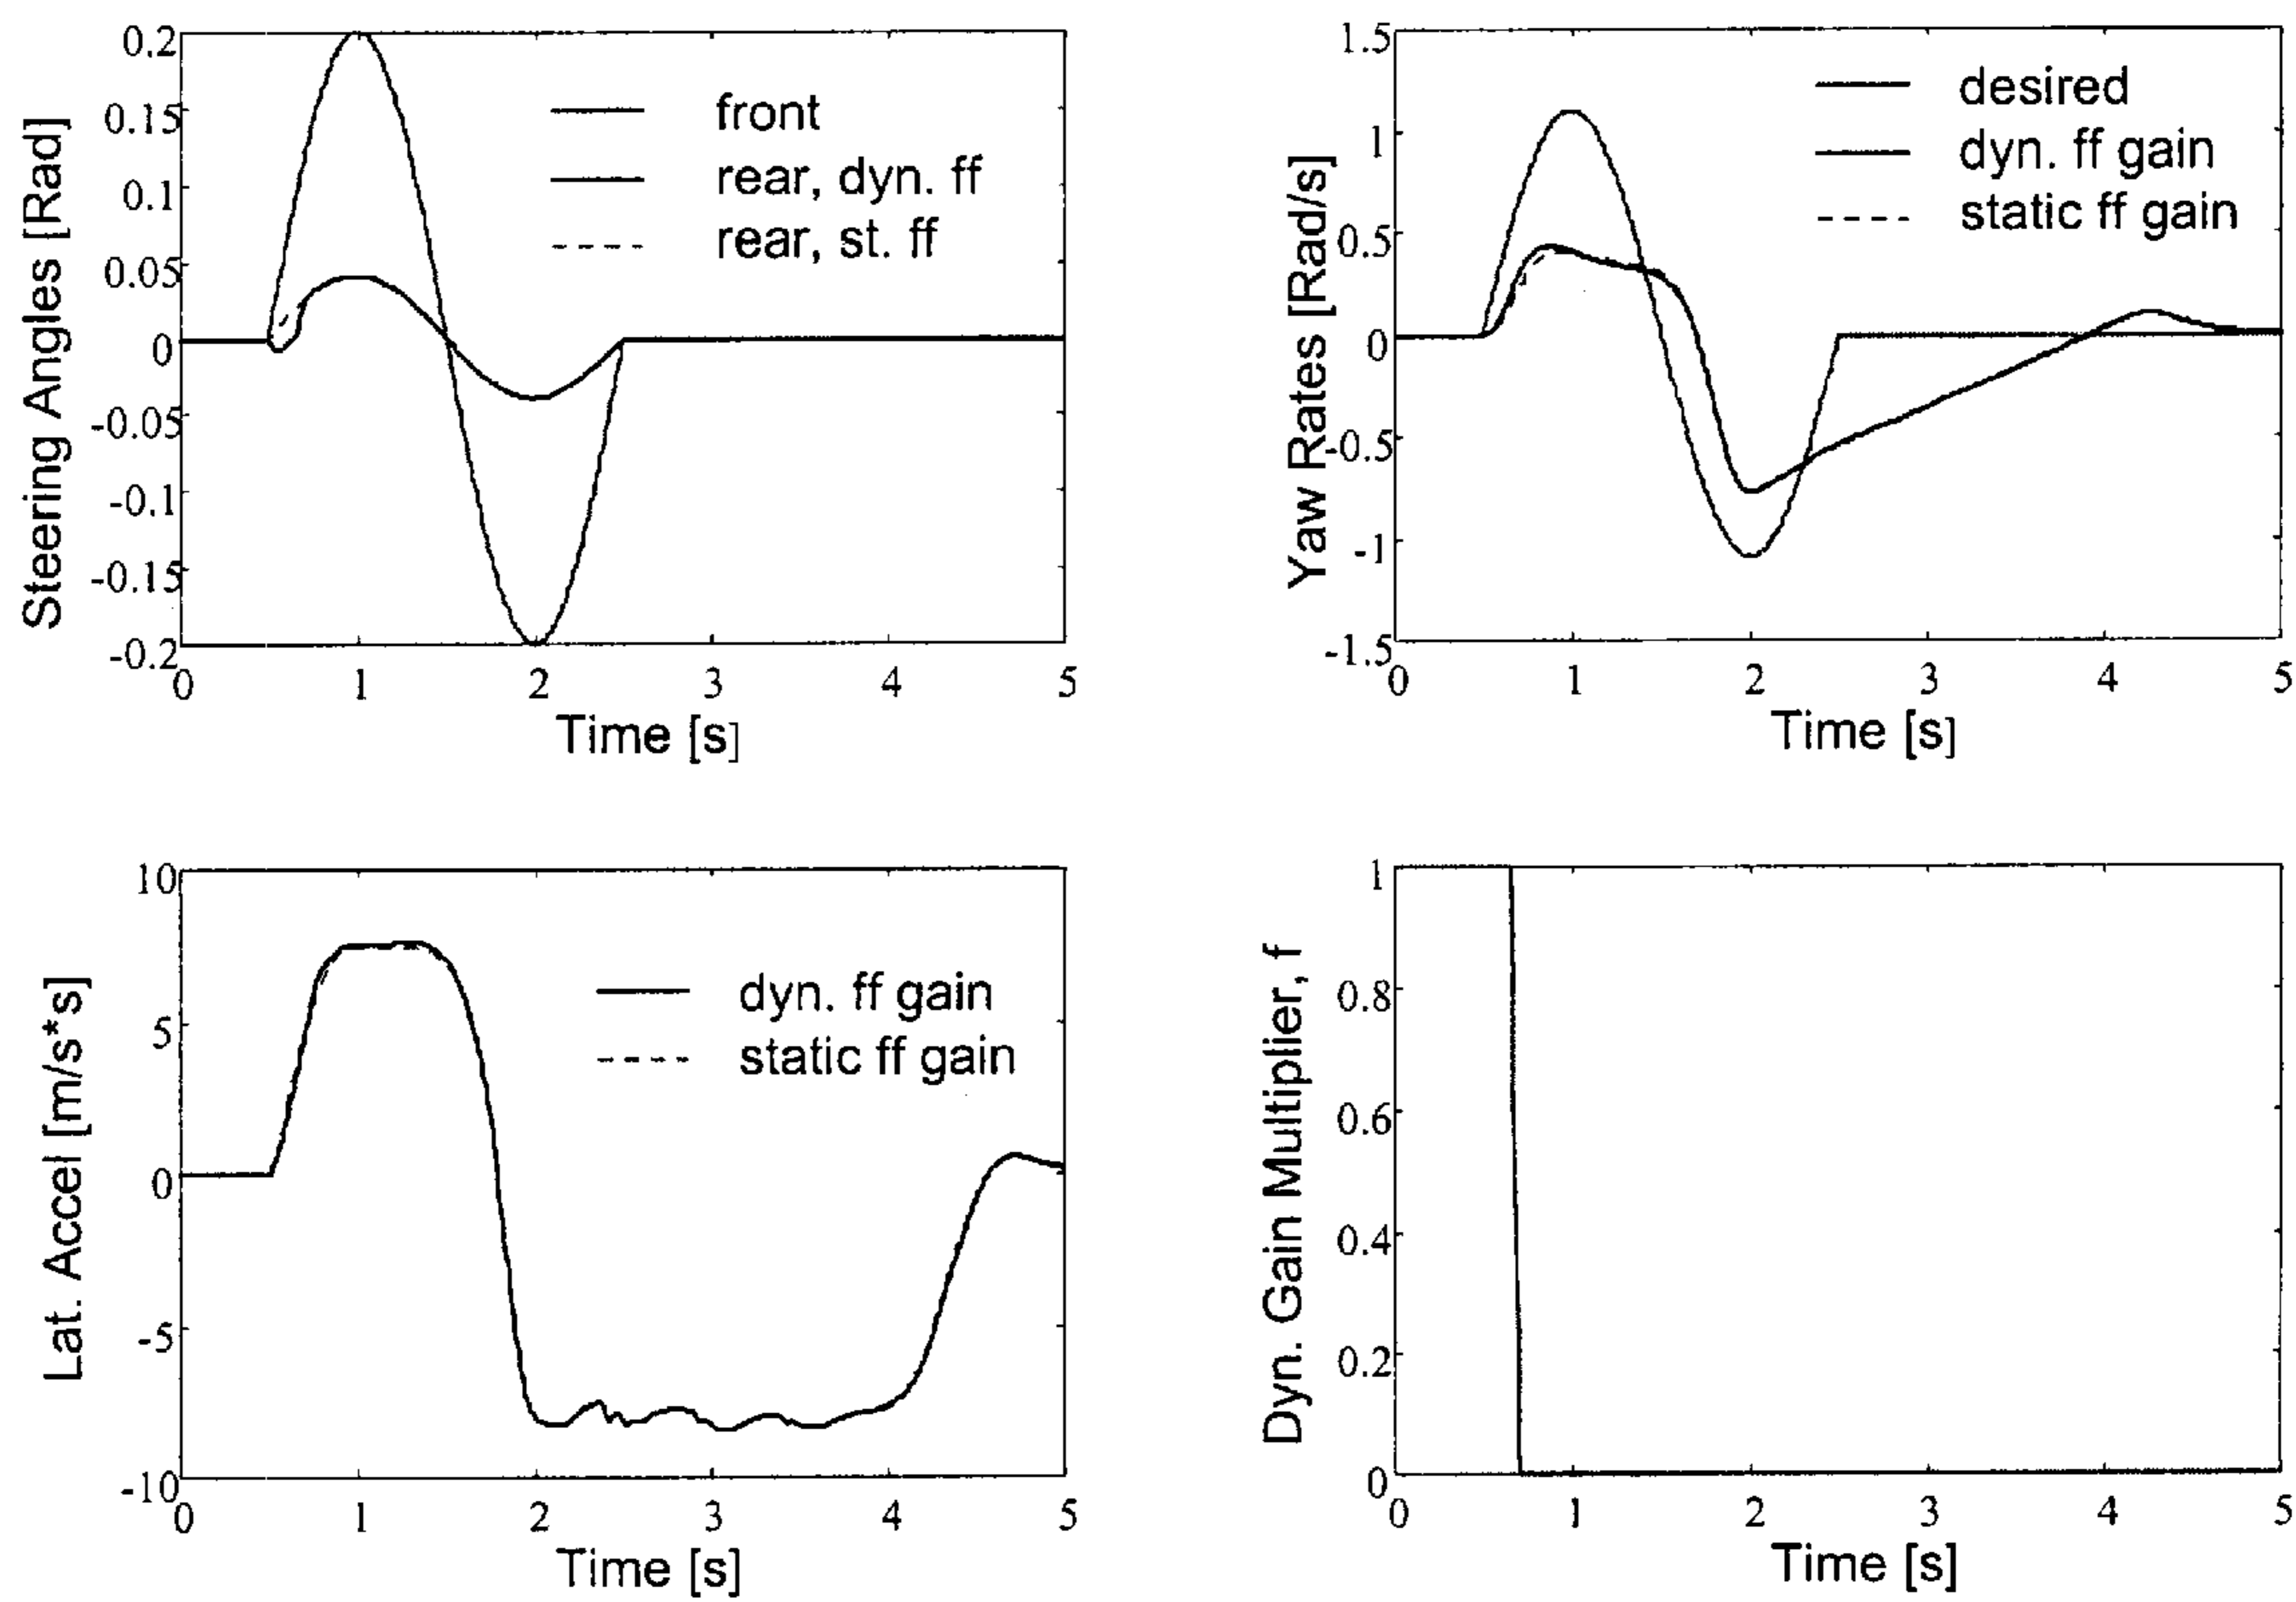 Steering Angles [Rad]
0.2
0.15
0.1
0.05
0
-0.05
-0.1
-0.15
-0.2
front
rear, dyn. ff
rear, st. ff
0 1 2 3 4 5
Time [s]
Yaw Rates [Rad/s]
1.5
1
0.5
0
-0.5
-1
-1.5
desired
dyn. ff gain
static ff gain
0 1 2 3 4 5
Time [s]
Lat. Accel [m/s*s]
10
5
0
-5
-10
dyn. ff gain
static ff gain
0 1 2 3 4 5
Time [s]
Dyn. Gain Multiplier, f
1
0.8
0.6
0.4
0.2
0
0 1 2 3 4 5
Time [s]